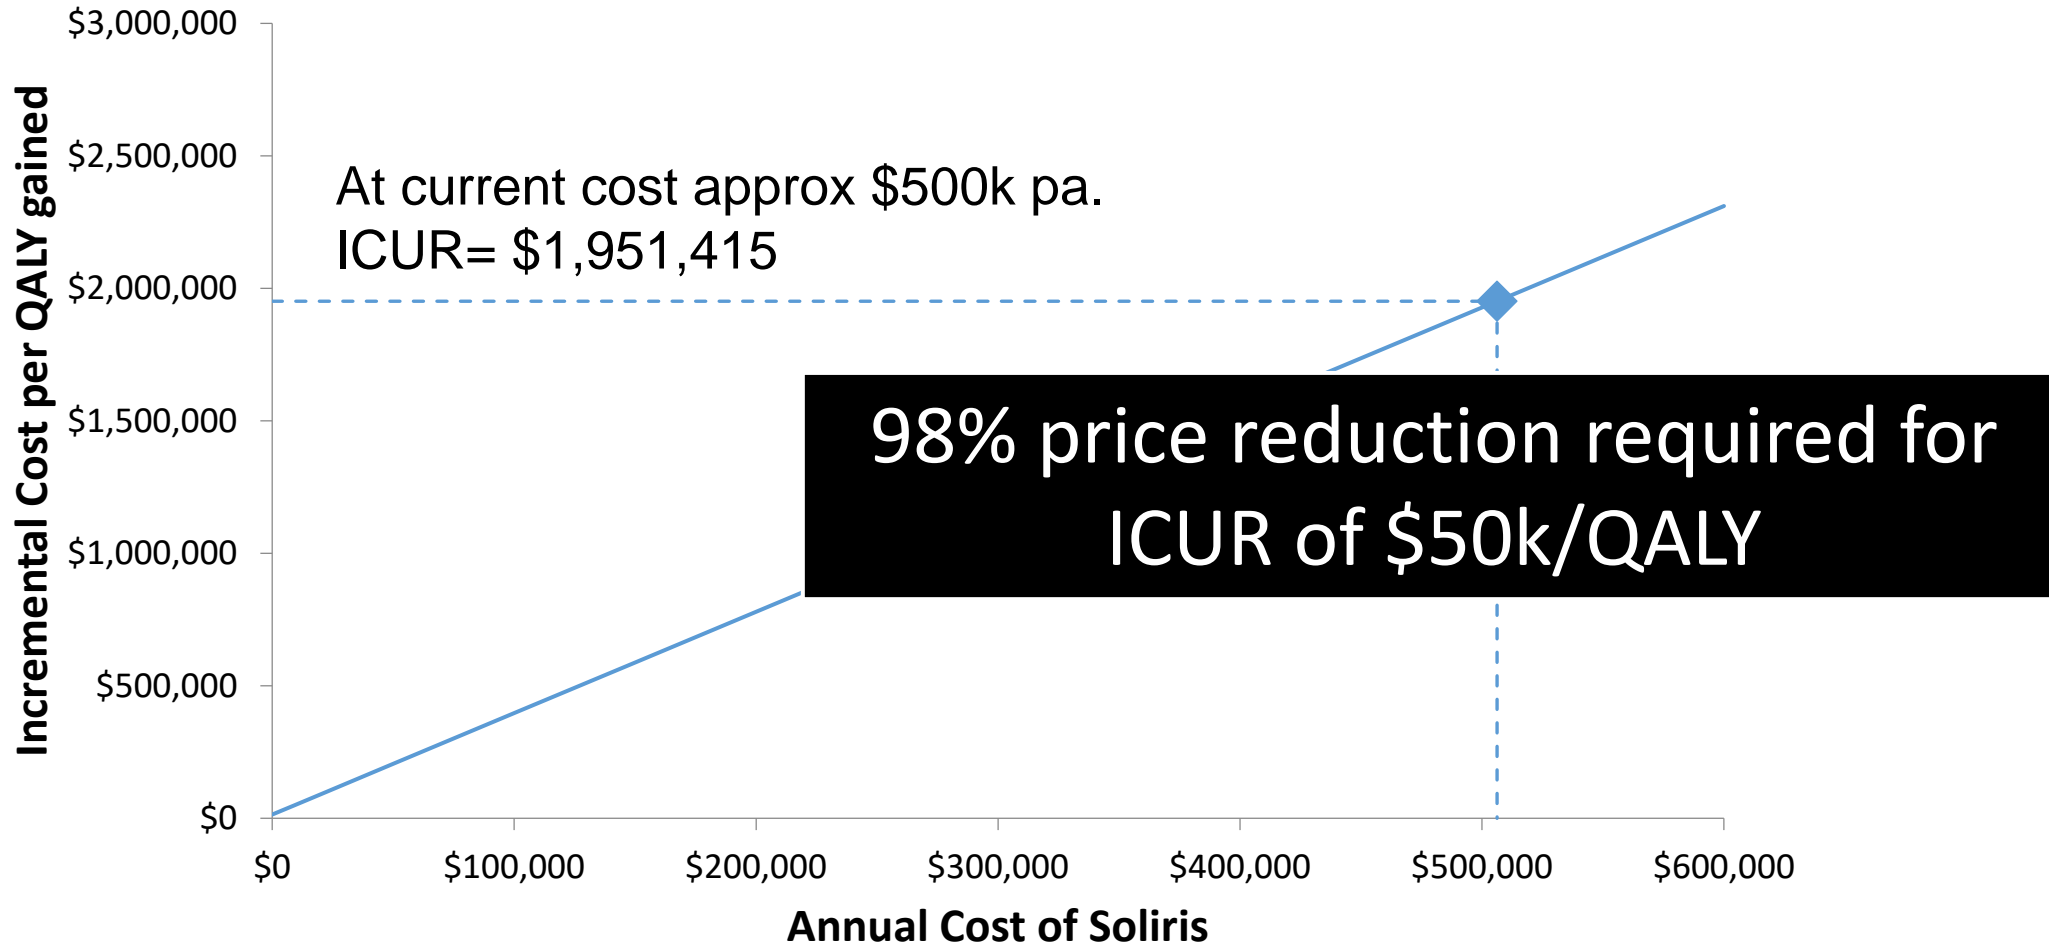 $3,000,000
$2,500,000
$2,000,000
$1,500,000
$1,000,000
$500,000
$0
Incremental Cost per QALY gained
At current cost approx $500k pa.
ICUR= $1,951,415
98% price reduction required for
ICUR of $50k/QALY
$0 $100,000 $200,000 $300,000 $400,000 $500,000 $600,000
Annual Cost of Soliris